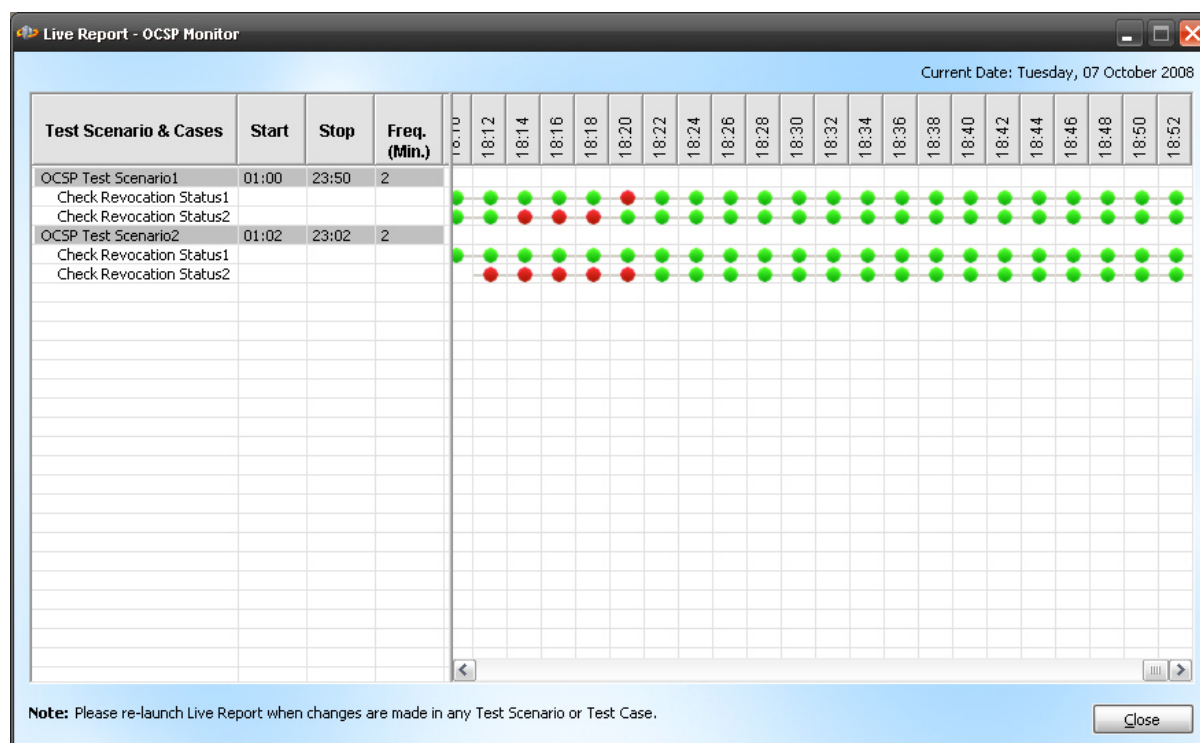 Live Report - OCSP Monitor
Current Date: Tuesday, 07 October 2008
Test Scenario & Cases Start Stop Freq. (Min.) 18:10 18:12 18:14 18:16 18:18 18:20 18:22 18:24 18:26 18:28 18:30 18:32 18:34 18:36 18:38 18:40 18:42 18:44 18:46 18:48 18:50 18:52
OCSP Test Scenario1 01:00 23:50 2
Check Revocation Status1
Check Revocation Status2
OCSP Test Scenario2 01:02 23:02 2
Check Revocation Status1
Check Revocation Status2
Note: Please re-launch Live Report when changes are made in any Test Scenario or Test Case.
Close